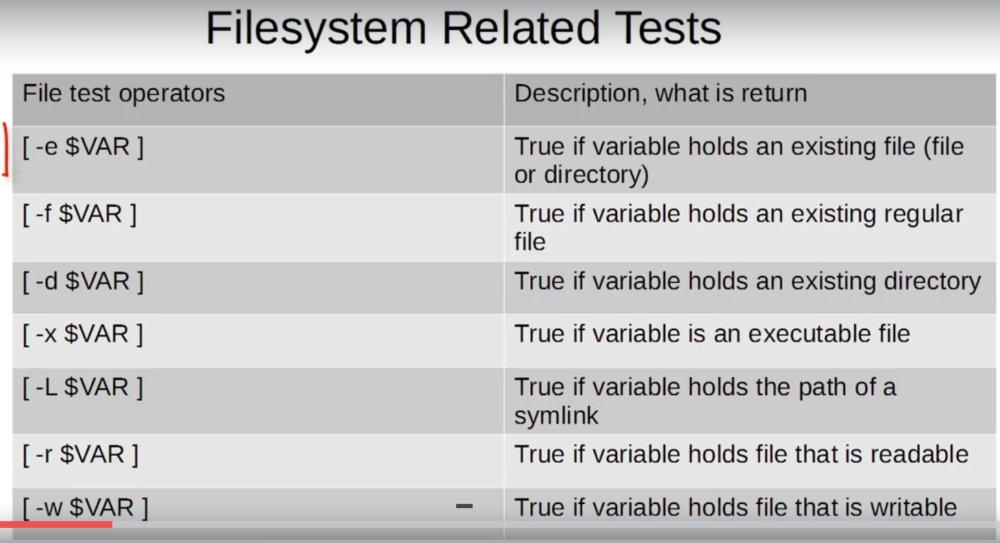 Filesystem Related Tests
File test operators
Description, what is return
[ -e $VAR ]
True if variable holds an existing file (file
or directory)
[ -f $VAR ]
True if variable holds an existing regular
file
[ -d $VAR ]
True if variable holds an existing directory
[ -x $VAR ]
True if variable is an executable file
[ -L $VAR ]
True if variable holds the path of a
symlink
[ -r $VAR ]
True if variable holds file that is readable
[ -w $VAR ]
True if variable holds file that is writable